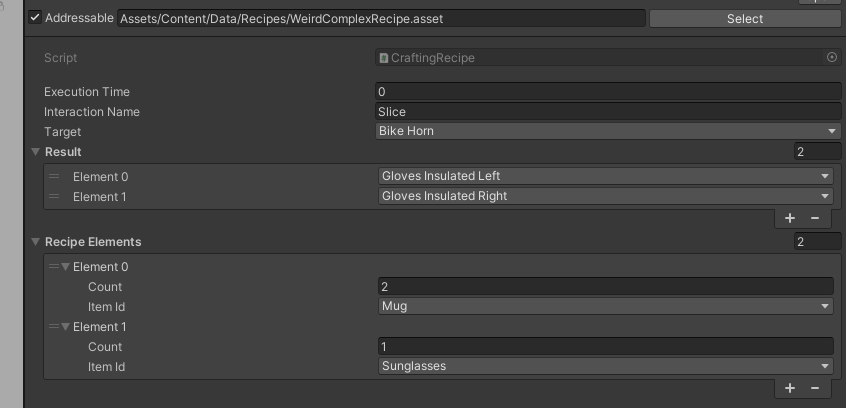 Addressable Assets/Content/Data/Recipes/WeirdComplexRecipe.asset Select
Script CraftingRecipe
Execution Time 0
Interaction Name Slice
Target Bike Horn
Result 2
Element 0 Gloves Insulated Left
Element 1 Gloves Insulated Right
+ −
Recipe Elements 2
Element 0
Count 2
Item Id Mug
Element 1
Count 1
Item Id Sunglasses
+ −